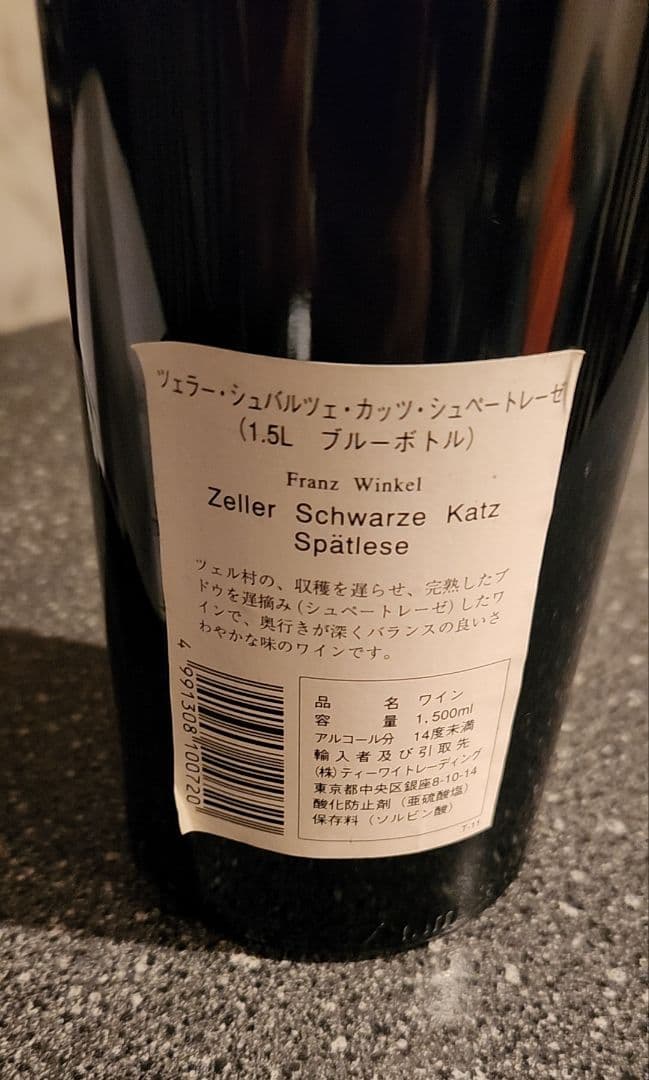 ツェラー・シュバルツェ・カッツ・シュペートレーゼ
(1.5L ブルーボトル)
Franz Winkel
Zeller Schwarze Katz
Spätlese
ツェル村の、収穫を遅らせ、完熟したブ
ドウを遅摘み(シュペートレーゼ)したワ
インで、奥行きが深くバランスの良いさ
わやかな味のワインです。
4 991308 100720
品 名 ワイン
容 量 1,500ml
アルコール分 14度未満
輸入者及び引取先
(株)ティーワイトレーディング
東京都中央区銀座8-10-14
酸化防止剤(亜硫酸塩)
保存料(ソルビン酸)
T-11